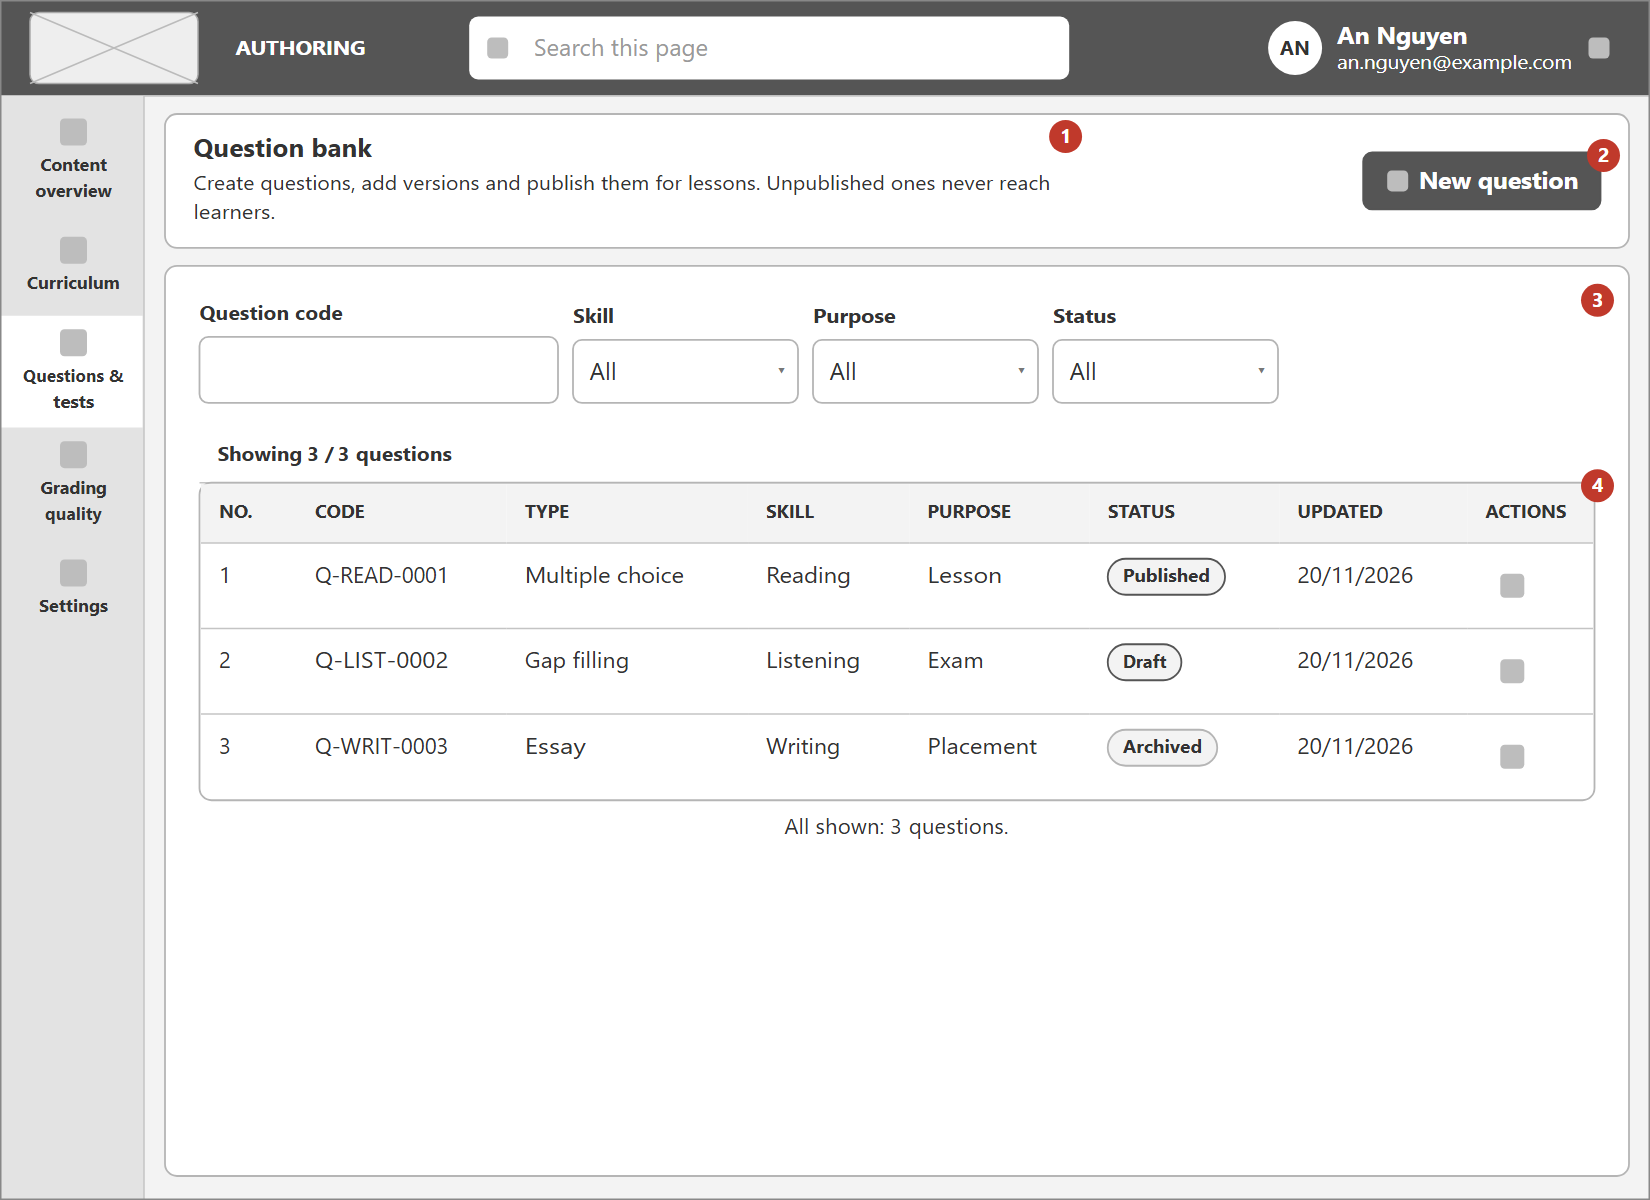 AUTHORING
Search this page
AN
An Nguyen
an.nguyen@example.com
Content
overview
Curriculum
Questions &
tests
Grading
quality
Settings
Question bank
1
Create questions, add versions and publish them for lessons. Unpublished ones never reach
learners.
2
New question
3
Question code
Skill
Purpose
Status
All
All
All
Showing 3 / 3 questions
4
NO. CODE TYPE SKILL PURPOSE STATUS UPDATED ACTIONS
1 Q-READ-0001 Multiple choice Reading Lesson Published 20/11/2026
2 Q-LIST-0002 Gap filling Listening Exam Draft 20/11/2026
3 Q-WRIT-0003 Essay Writing Placement Archived 20/11/2026
All shown: 3 questions.